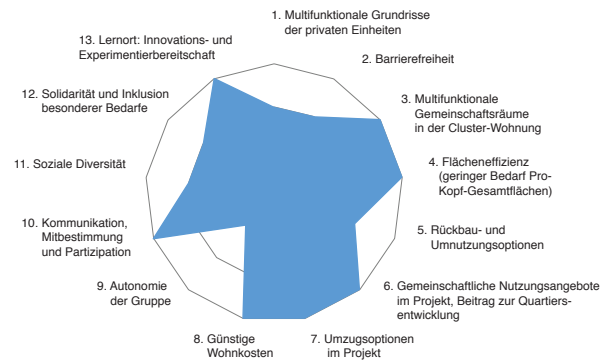 1. Multifunktionale Grundrisse
der privaten Einheiten
2. Barrierefreiheit
3. Multifunktionale
Gemeinschaftsräume
in der Cluster-Wohnung
4. Flächeneffizienz
(geringer Bedarf Pro-
Kopf-Gesamtflächen)
5. Rückbau- und
Umnutzungsoptionen
6. Gemeinschaftliche Nutzungsangebote
im Projekt, Beitrag zur Quartiers-
entwicklung
7. Umzugsoptionen
im Projekt
8. Günstige
Wohnkosten
9. Autonomie
der Gruppe
10. Kommunikation,
Mitbestimmung
und Partizipation
11. Soziale Diversität
12. Solidarität und Inklusion
besonderer Bedarfe
13. Lernort: Innovations- und
Experimentierbereitschaft